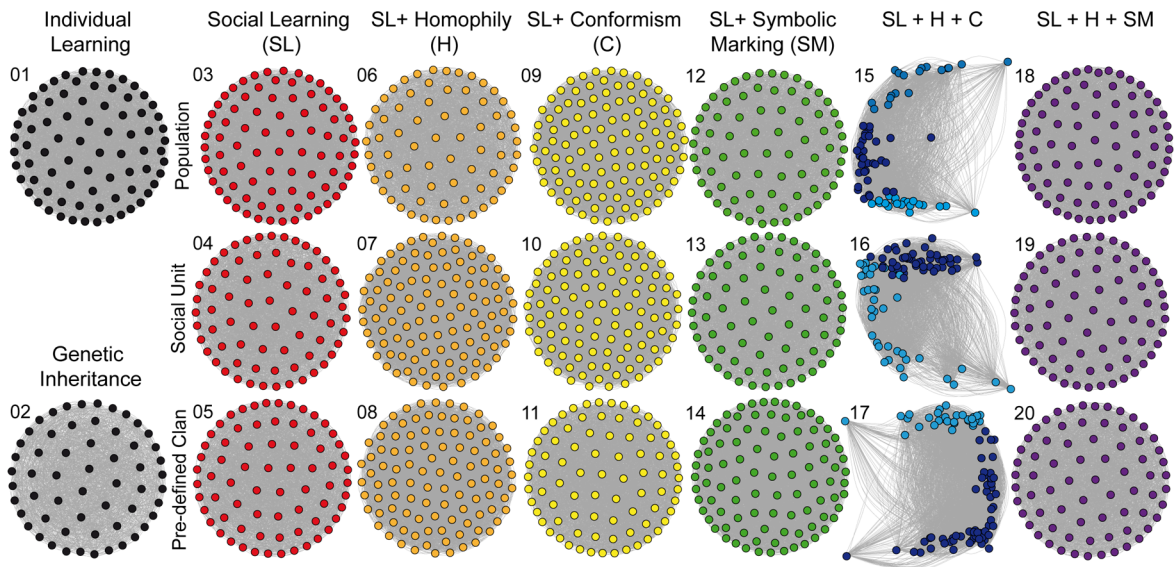 Individual
Learning
Social Learning
(SL)
SL+ Homophily
(H)
SL+ Conformism
(C)
SL+ Symbolic
Marking (SM)
SL + H + C
SL + H + SM
01
03
06
09
12
15
18
Population
04
07
10
13
16
19
Social Unit
Genetic
Inheritance
02
05
08
11
14
17
20
Pre-defined Clan